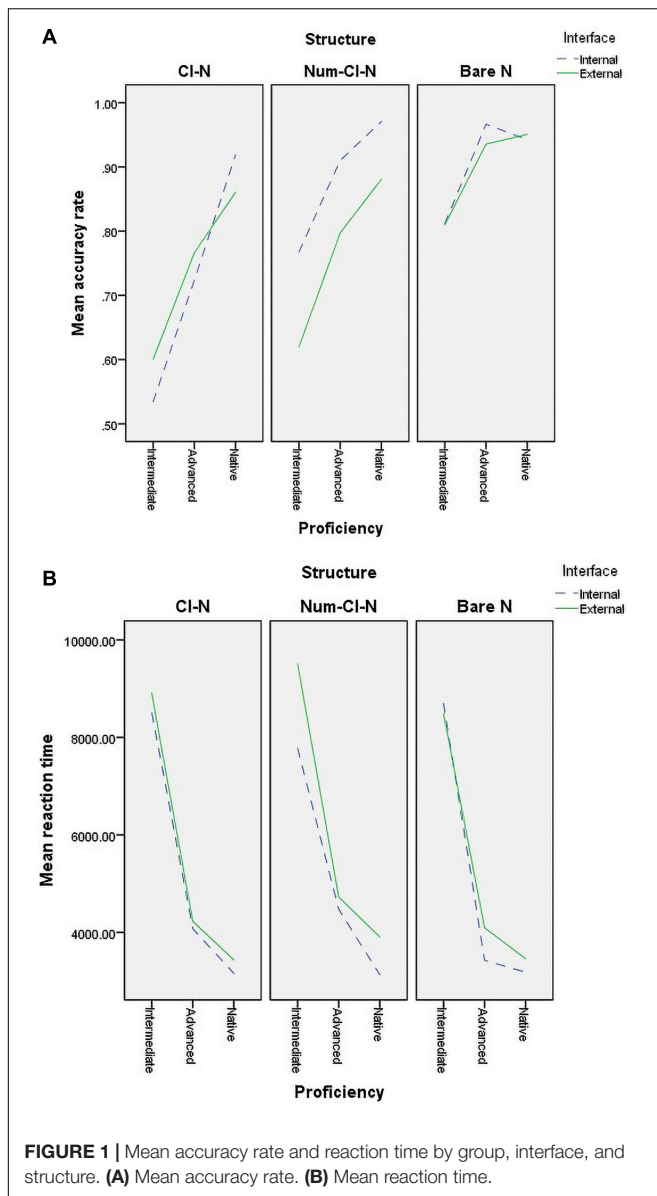 A
Structure
Interface
Internal
External
Cl-N
Num-Cl-N
Bare N
1.00
.90
.80
.70
.60
.50
Mean accuracy rate
Intermediate
Advanced
Native
Intermediate
Advanced
Native
Intermediate
Advanced
Native
Proficiency
B
Structure
Interface
Internal
External
Cl-N
Num-Cl-N
Bare N
10000.00
8000.00
6000.00
4000.00
Mean reaction time
Intermediate
Advanced
Native
Intermediate
Advanced
Native
Intermediate
Advanced
Native
Proficiency
FIGURE 1 | Mean accuracy rate and reaction time by group, interface, and
structure. (A) Mean accuracy rate. (B) Mean reaction time.